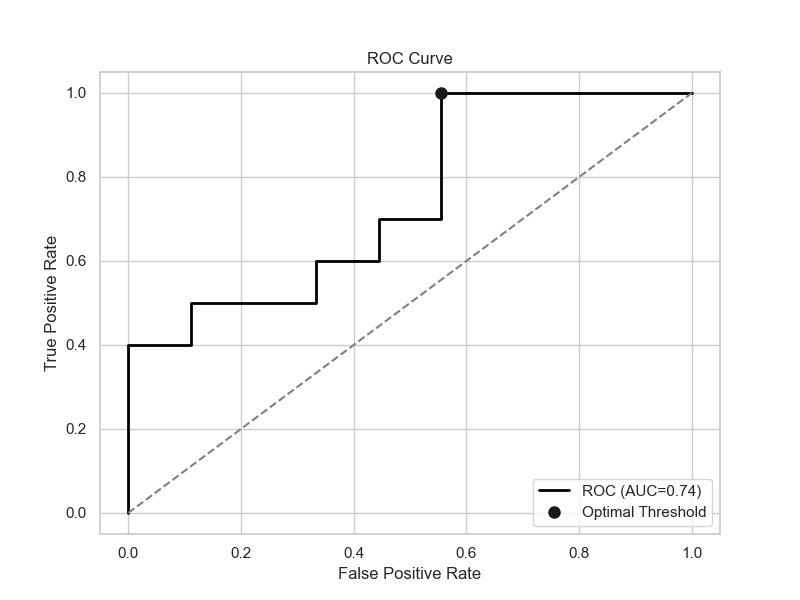 ROC Curve
True Positive Rate
1.0
0.8
0.6
0.4
0.2
0.0
ROC (AUC=0.74)
Optimal Threshold
0.0 0.2 0.4 0.6 0.8 1.0
False Positive Rate